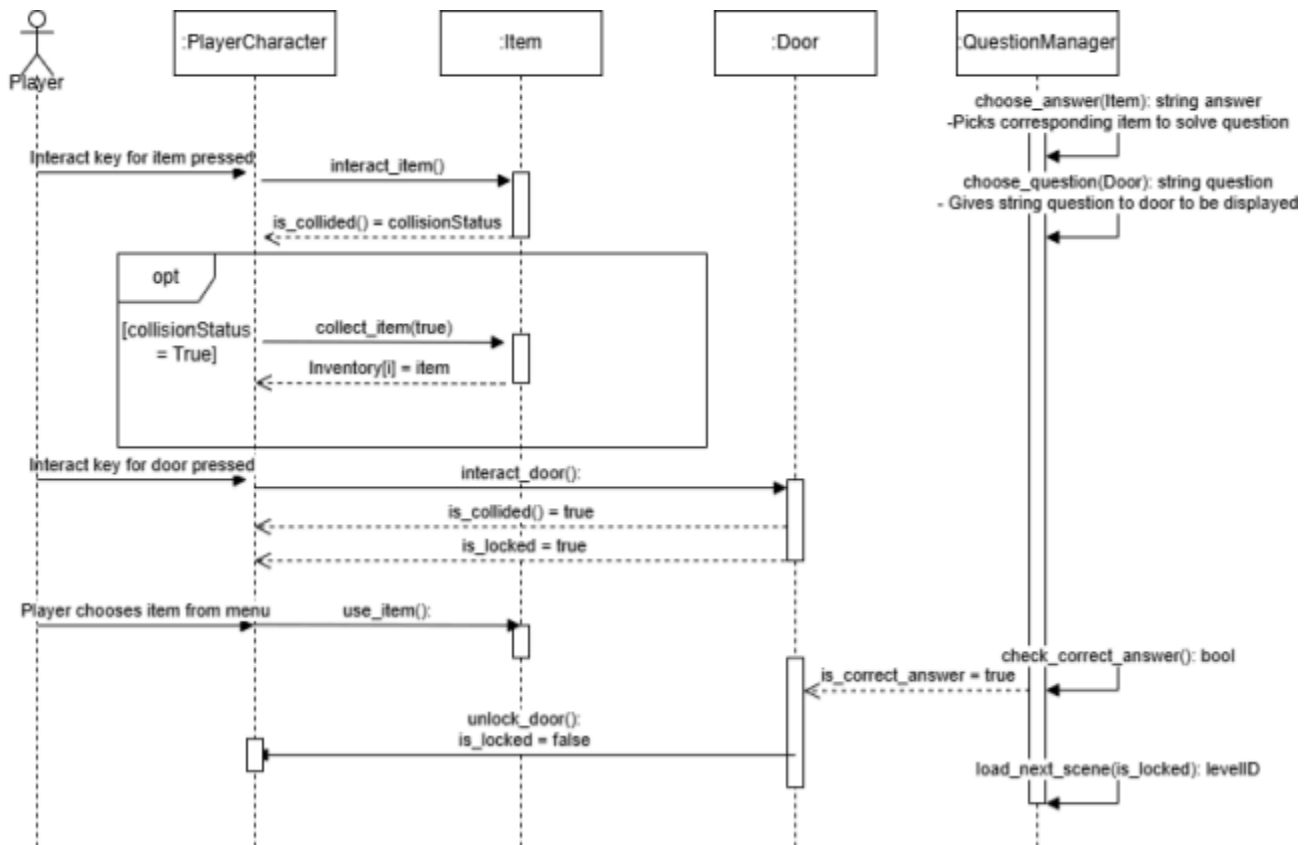 Player
:PlayerCharacter
:Item
:Door
:QuestionManager
choose_answer(Item): string answer
-Picks corresponding item to solve question
Interact key for item pressed
interact_item()
choose_question(Door): string question
- Gives string question to door to be displayed
is_collided() = collisionStatus
opt
[collisionStatus
= True]
collect_item(true)
Inventory[i] = item
Interact key for door pressed
interact_door():
is_collided() = true
is_locked = true
Player chooses item from menu
use_item():
check_correct_answer(): bool
is_correct_answer = true
unlock_door():
is_locked = false
load_next_scene(is_locked): levelID